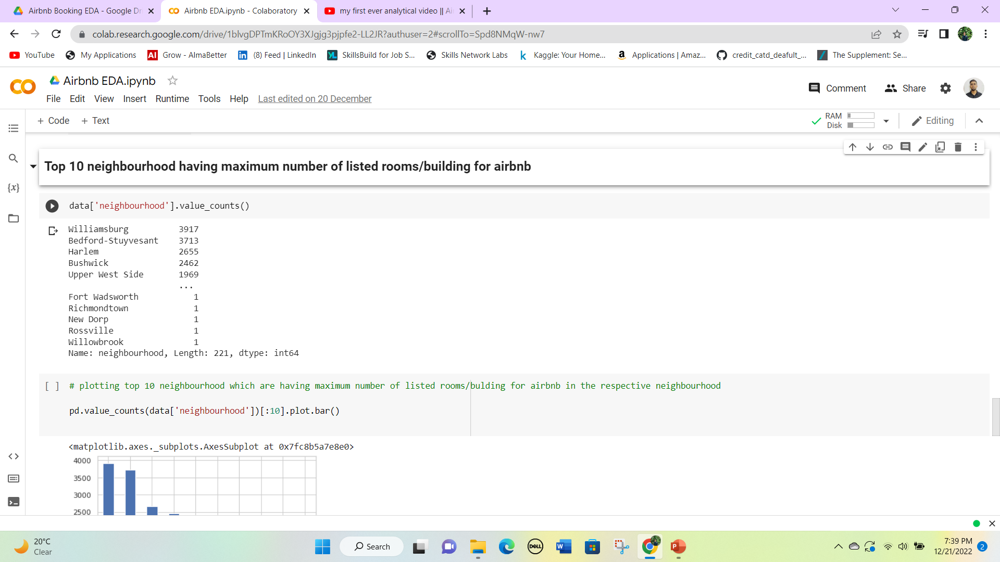 Airbnb Booking EDA - Google Dr
Airbnb EDA.ipynb - Colaboratory
my first ever analytical video || Ai
colab.research.google.com/drive/1blvgDPTmKRoOY3XJgjg3pjpfe2-LL2JR?authuser=2#scrollTo=Spd8NMqW-nw7
YouTube
My Applications
AI Grow - AlmaBetter
in (8) Feed | LinkedIn
YL SkillsBuild for Job S...
Skills Network Labs
k Kaggle: Your Home...
a Applications | Amaz...
credit_catd_deafult_...
The Supplement: Se...
Airbnb EDA.ipynb
Comment
Share
File Edit View Insert Runtime Tools Help Last edited on 20 December
+ Code + Text
RAM
Disk
Editing
Top 10 neighbourhood having maximum number of listed rooms/building for airbnb
{x}
data['neighbourhood'].value_counts()
Williamsburg 3917
Bedford-Stuyvesant 3713
Harlem 2655
Bushwick 2462
Upper West Side 1969
...
Fort Wadsworth 1
Richmondtown 1
New Dorp 1
Rossville 1
Willowbrook 1
Name: neighbourhood, Length: 221, dtype: int64
[ ] # plotting top 10 neighbourhood which are having maximum number of listed rooms/bulding for airbnb in the respective neighbourhood
pd.value_counts(data['neighbourhood'])[:10].plot.bar()
<matplotlib.axes._subplots.AxesSubplot at 0x7fc8b5a7e8e0>
4000
3500
3000
2500
20°C
Clear
Search
DELL
W
P
7:39 PM
12/21/2022
2